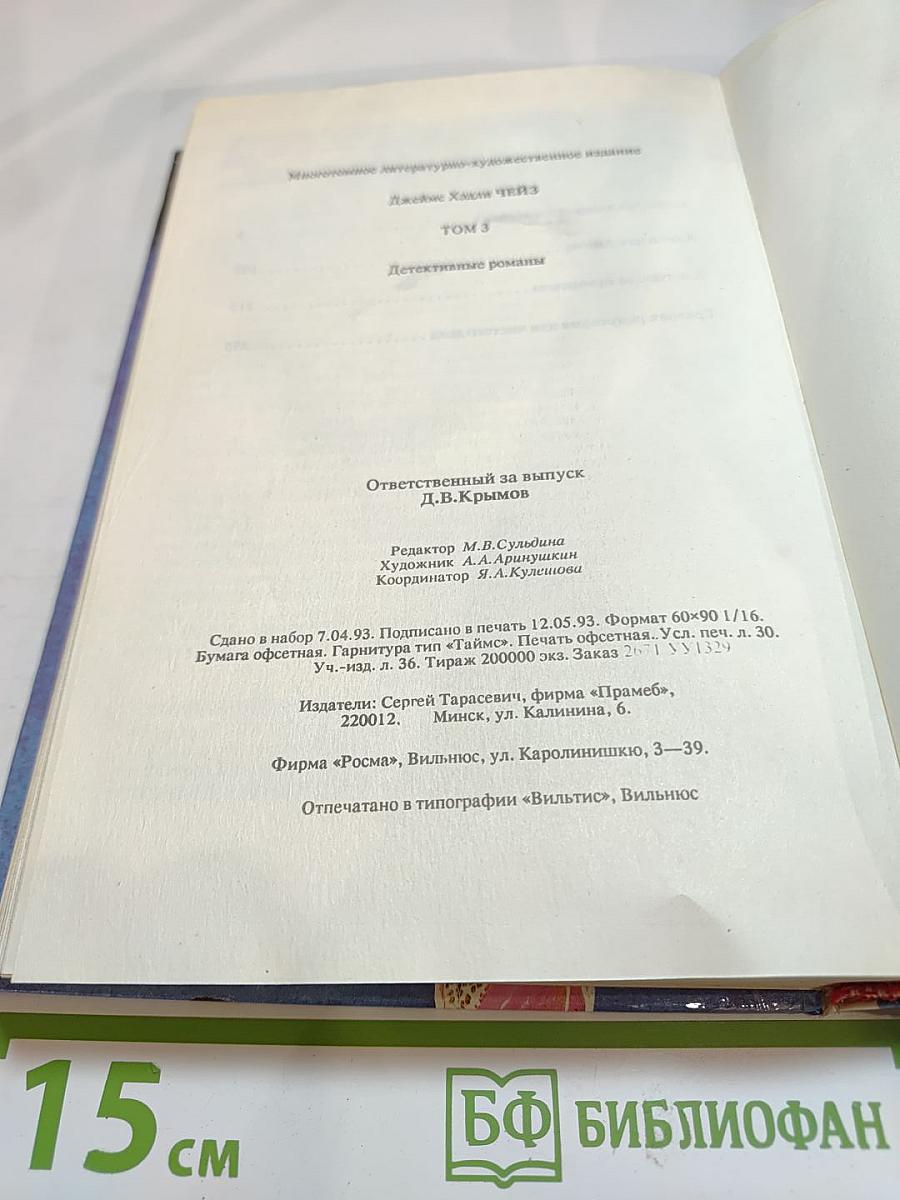 Многотомное литературно-художественное издание
Джеймс Хэдли ЧЕЙЗ
ТОМ 3
Детективные романы
Ответственный за выпуск
Д.В.Крымов
Редактор М.В.Сульдина
Художник А.А.Аринушкин
Координатор Я.А.Кулешова
Сдано в набор 7.04.93. Подписано в печать 12.05.93. Формат 60×90 1/16.
Бумага офсетная. Гарнитура тип «Таймс». Печать офсетная. Усл. печ. л. 30.
Уч.-изд. л. 36. Тираж 200000 экз. Заказ 2671 УУ1329
Издатели: Сергей Тарасевич, фирма «Прамеб»,
220012, Минск, ул. Калинина, 6.
Фирма «Росма», Вильнюс, ул. Каролинишкю, 3—39.
Отпечатано в типографии «Вильтис», Вильнюс
15 см
БФ БИБЛИОФАН